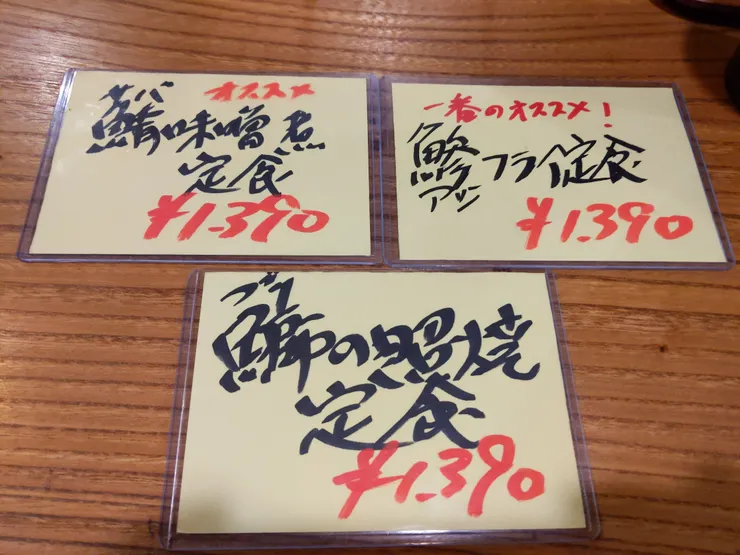 サバ オススメ
鯖味噌煮
定食
¥1.390
一番のオススメ!
鯵フライ定食
アジ
¥1.390
ブリ
鰤の照焼
定食
¥1.390